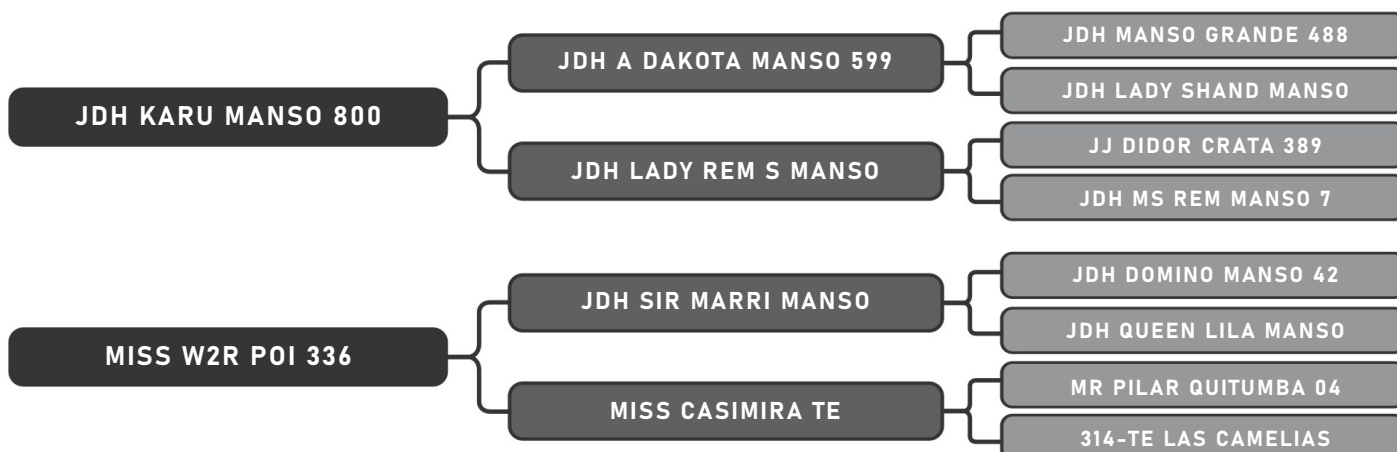 JDH KARU MANSO 800
JDH A DAKOTA MANSO 599
JDH MANSO GRANDE 488
JDH LADY SHAND MANSO
JDH LADY REM S MANSO
JJ DIDOR CRATA 389
JDH MS REM MANSO 7
MISS W2R POI 336
JDH SIR MARRI MANSO
JDH DOMINO MANSO 42
JDH QUEEN LILA MANSO
MISS CASIMIRA TE
MR PILAR QUITUMBA 04
314-TE LAS CAMELIAS